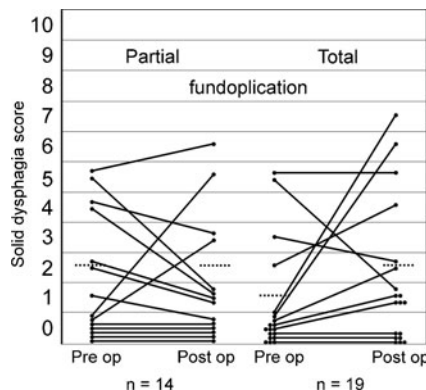 10
9
8
7
6
5
4
3
2
1
0
Solid dysphagia score
Partial Total
fundoplication
Pre op Post op Pre op Post op
n = 14 n = 19